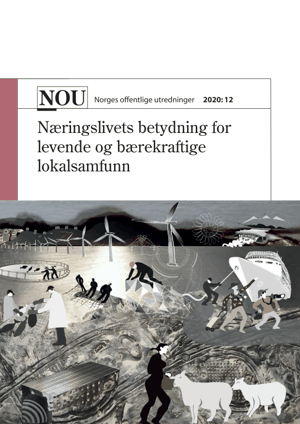 NOU Norges offentlige utredninger 2020: 12
Næringslivets betydning for
levende og bærekraftige
lokalsamfunn